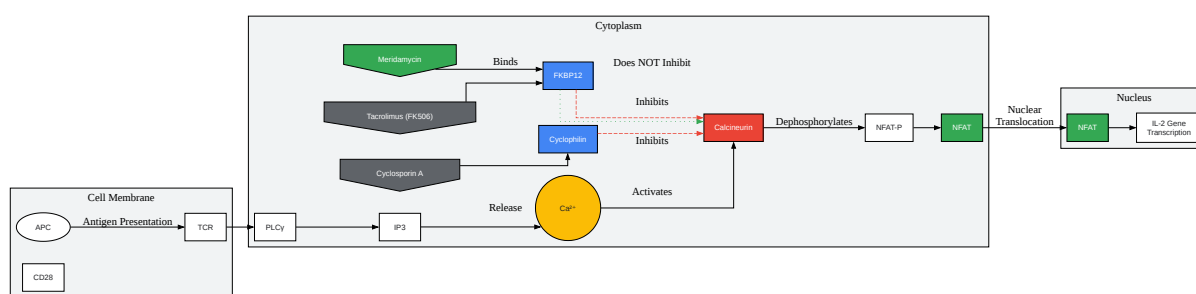 Cytoplasm
Meridamycin
Binds
FKBP12
Does NOT Inhibit
Tacrolimus (FK506)
Inhibits
Cyclophilin
Inhibits
Calcineurin
Dephosphorylates
NFAT-P
NFAT
Nuclear
Translocation
Nucleus
NFAT
IL-2 Gene
Transcription
Cyclosporin A
Ca²⁺
Activates
Release
Cell Membrane
APC
Antigen Presentation
TCR
PLCγ
IP3
CD28